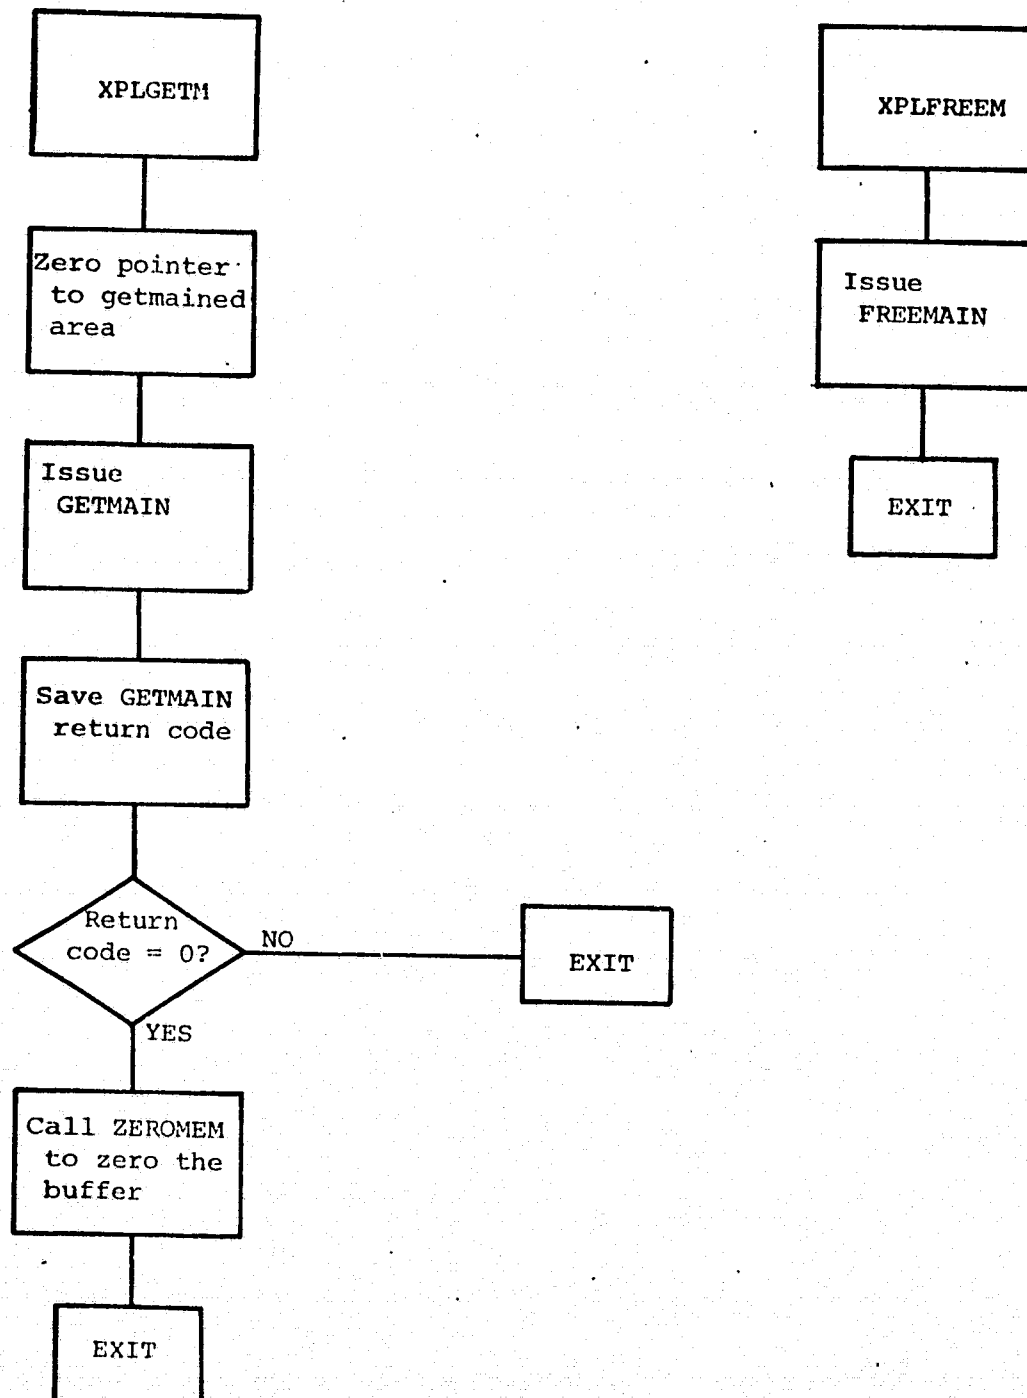 XPLGETM
Zero pointer
to getmained
area
Issue
GETMAIN
Save GETMAIN
return code
Return
code = 0?
NO
EXIT
YES
Call ZEROMEM
to zero the
buffer
EXIT
XPLFREEM
Issue
FREEMAIN
EXIT